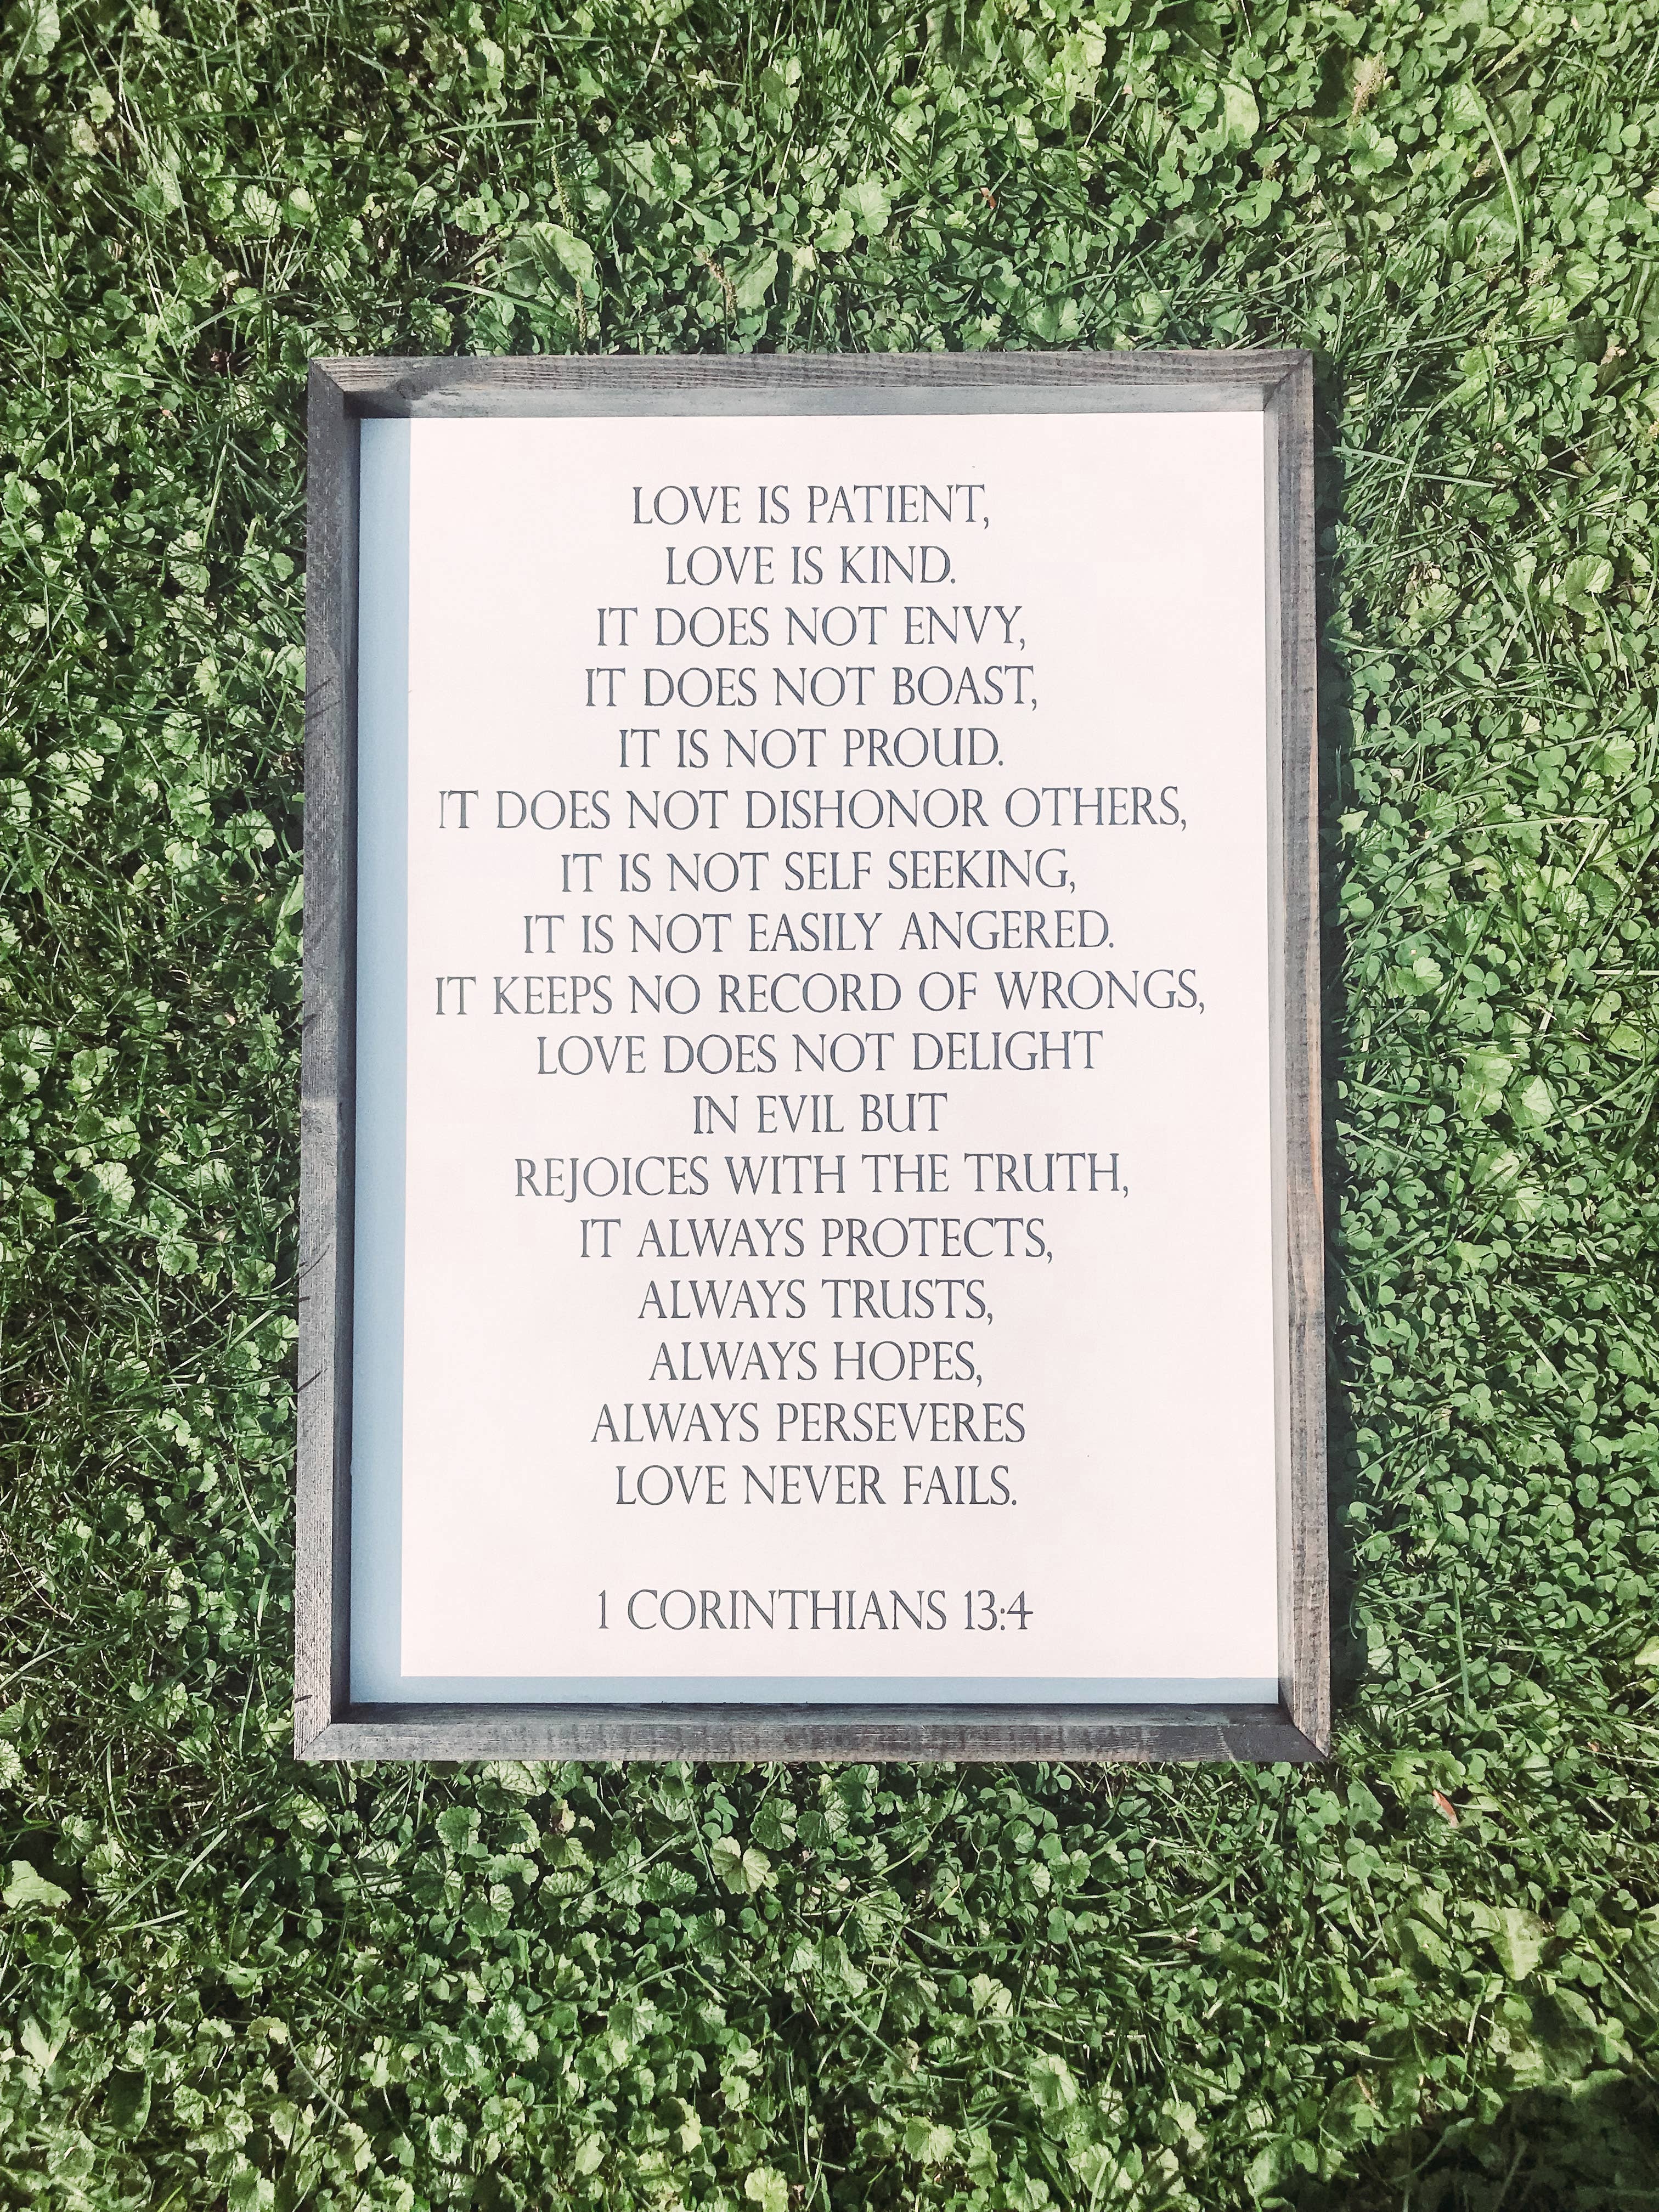 LOVE IS PATIENT,
LOVE IS KIND.
IT DOES NOT ENVY,
IT DOES NOT BOAST,
IT IS NOT PROUD.
IT DOES NOT DISHONOR OTHERS,
IT IS NOT SELF SEEKING,
IT IS NOT EASILY ANGERED.
IT KEEPS NO RECORD OF WRONGS,
LOVE DOES NOT DELIGHT
IN EVIL BUT
REJOICES WITH THE TRUTH,
IT ALWAYS PROTECTS,
ALWAYS TRUSTS,
ALWAYS HOPES,
ALWAYS PERSEVERES
LOVE NEVER FAILS.
1 CORINTHIANS 13:4